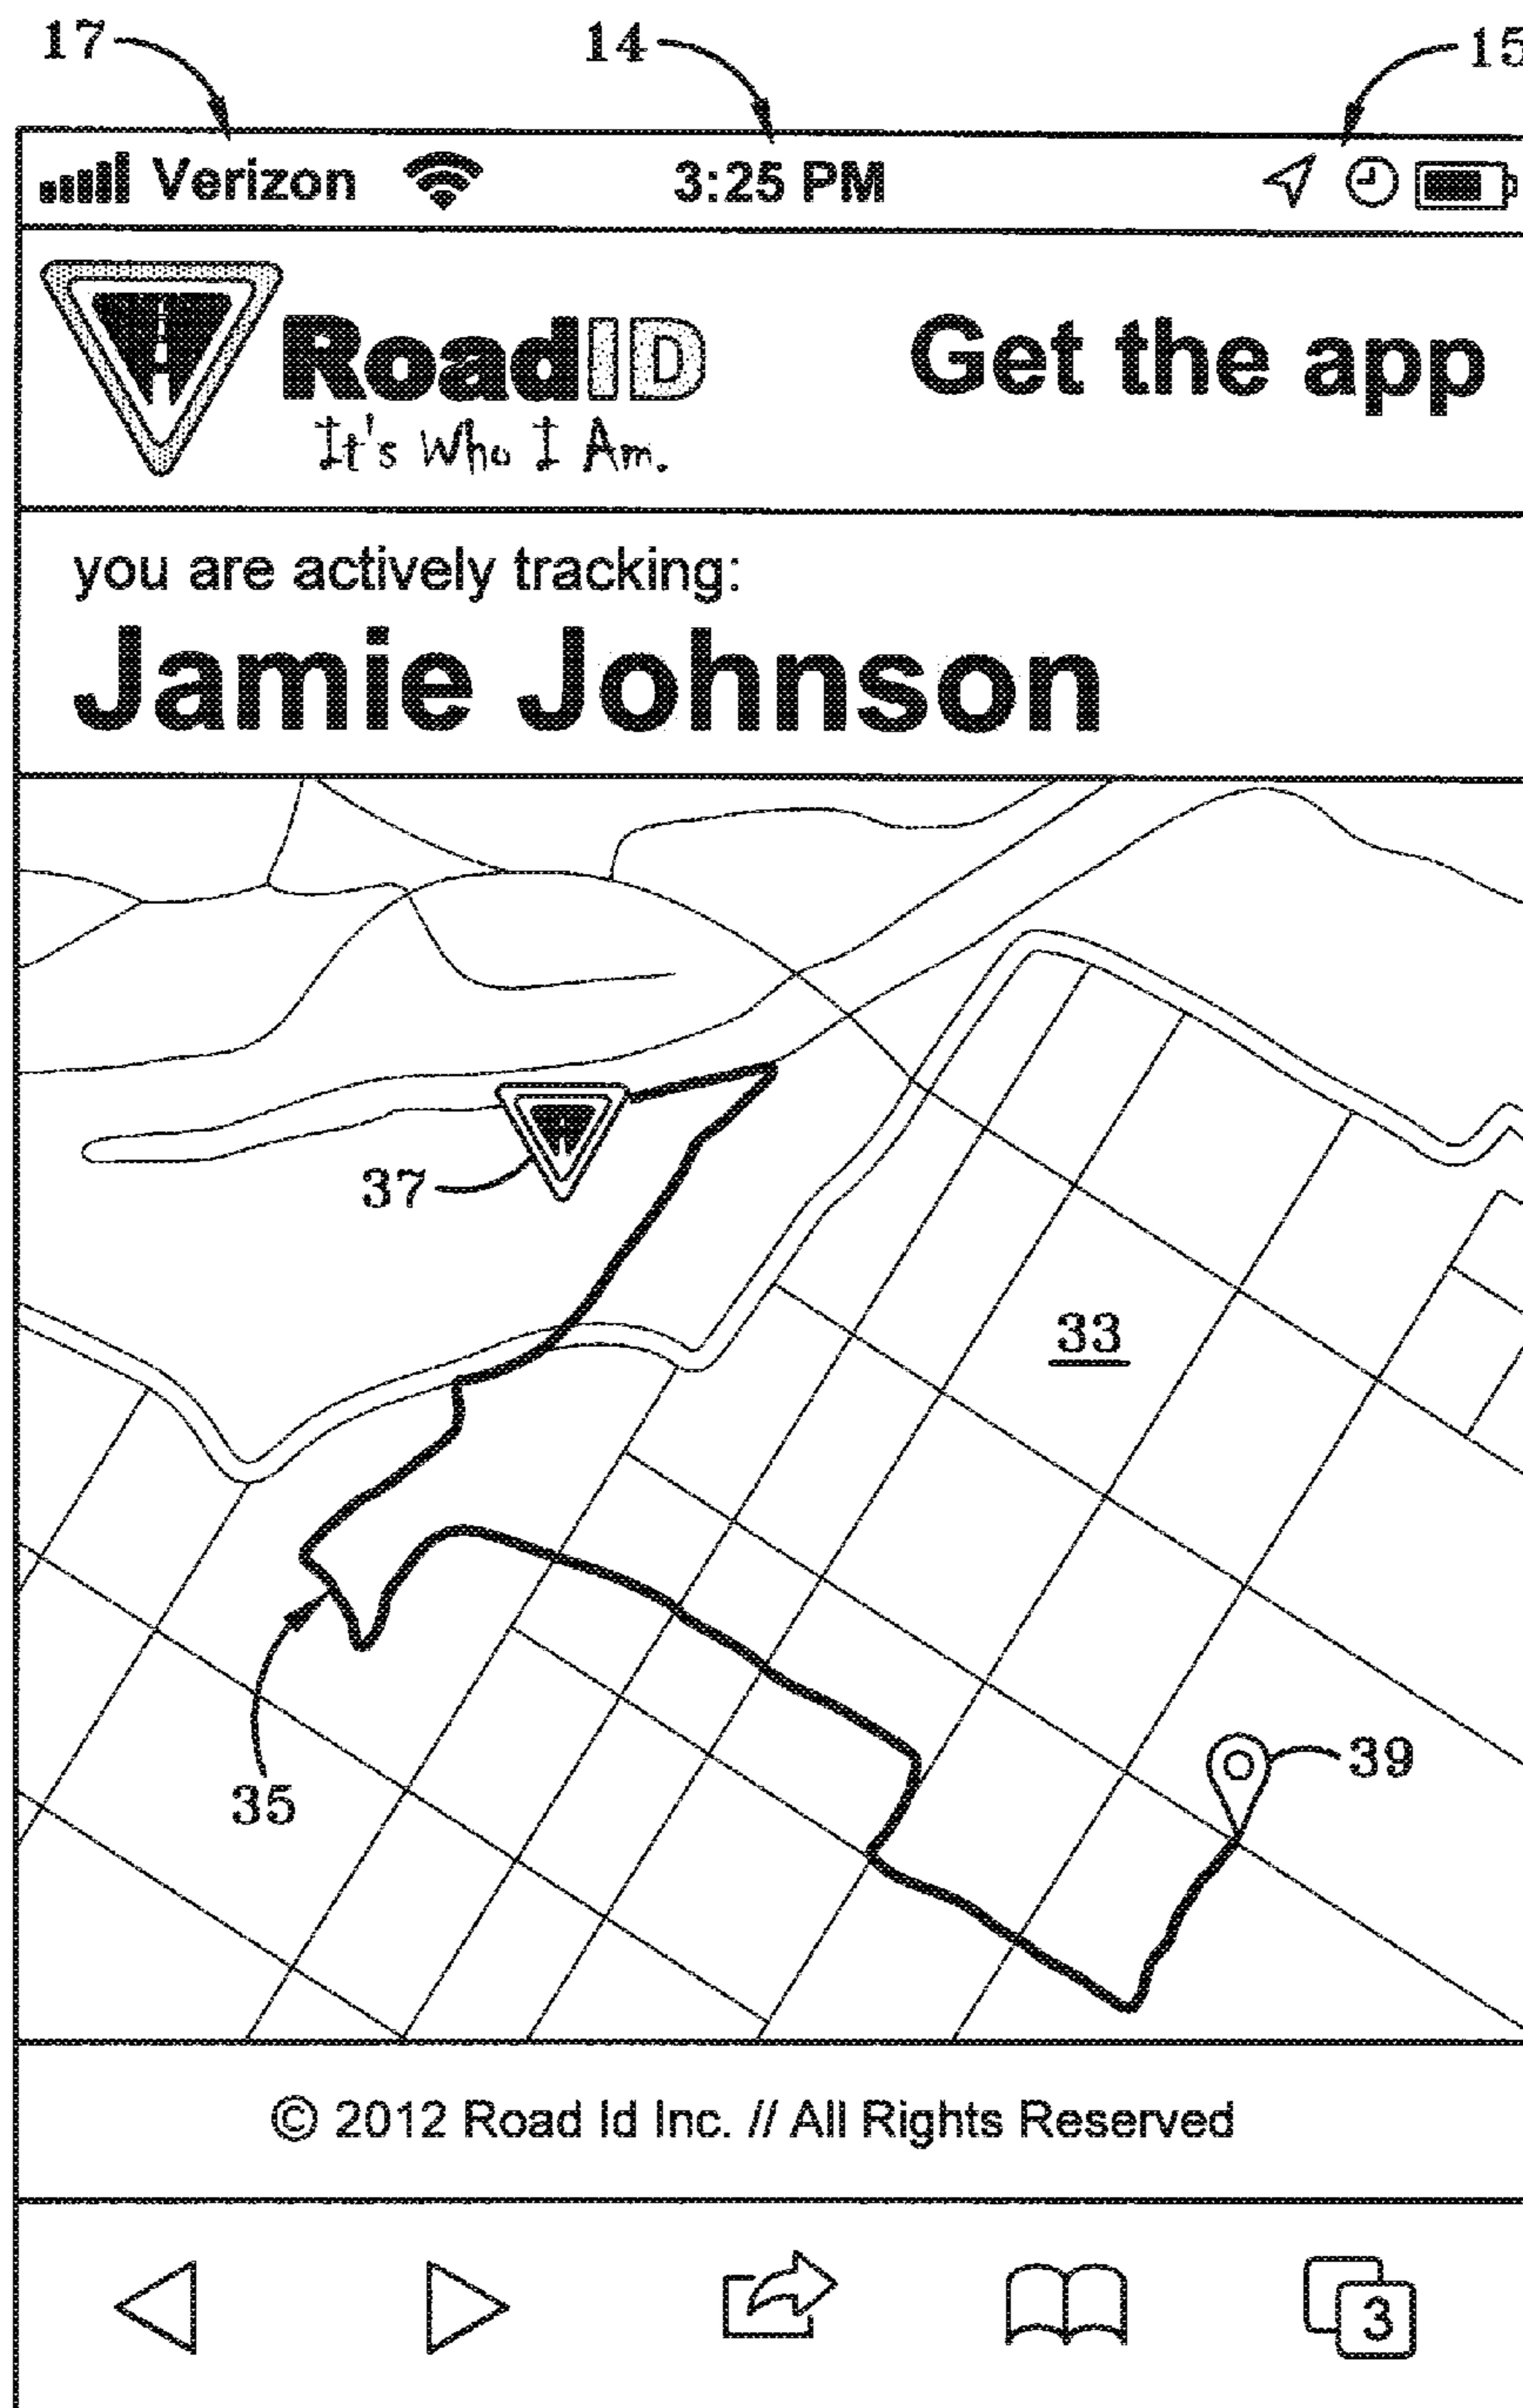 17 14 15
Verizon 3:25 PM
RoadID Get the app
It's Who I Am.
you are actively tracking:
Jamie Johnson
37
33
35
39
© 2012 Road Id Inc. // All Rights Reserved
3